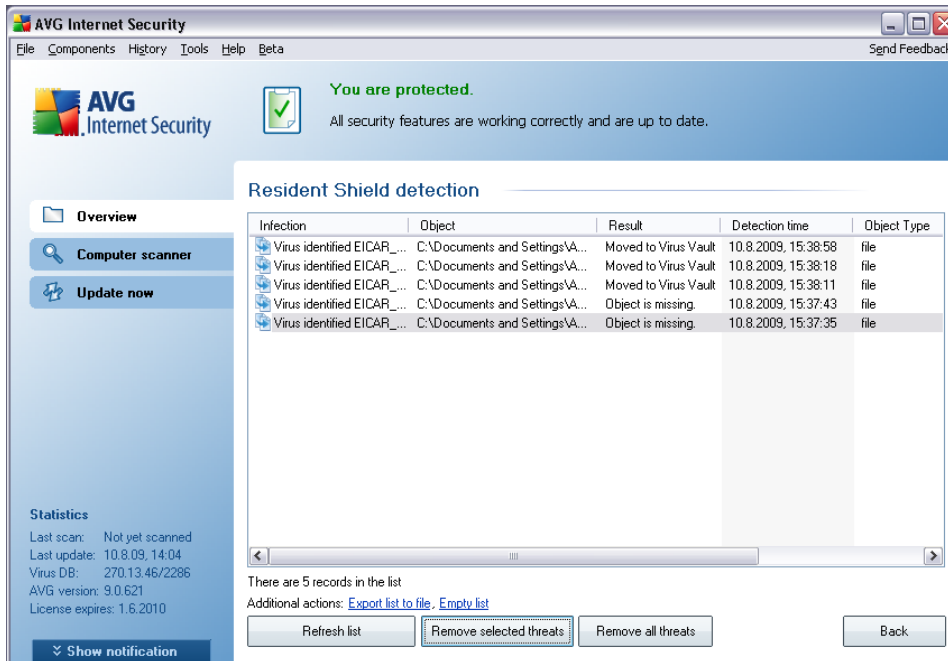 AVG Internet Security
File Components History Tools Help Beta Send Feedback
AVG
Internet Security
You are protected.
All security features are working correctly and are up to date.
Overview
Computer scanner
Update now
Resident Shield detection
Infection Object Result Detection time Object Type
Virus identified EICAR_... C:\Documents and Settings\A... Moved to Virus Vault 10.8.2009, 15:38:58 file
Virus identified EICAR_... C:\Documents and Settings\A... Moved to Virus Vault 10.8.2009, 15:38:18 file
Virus identified EICAR_... C:\Documents and Settings\A... Moved to Virus Vault 10.8.2009, 15:38:11 file
Virus identified EICAR_... C:\Documents and Settings\A... Object is missing. 10.8.2009, 15:37:43 file
Virus identified EICAR_... C:\Documents and Settings\A... Object is missing. 10.8.2009, 15:37:35 file
Statistics
Last scan: Not yet scanned
Last update: 10.8.09, 14:04
Virus DB: 270.13.46/2286
AVG version: 9.0.621
License expires: 1.6.2010
Show notification
There are 5 records in the list
Additional actions: Export list to file, Empty list
Refresh list Remove selected threats Remove all threats Back